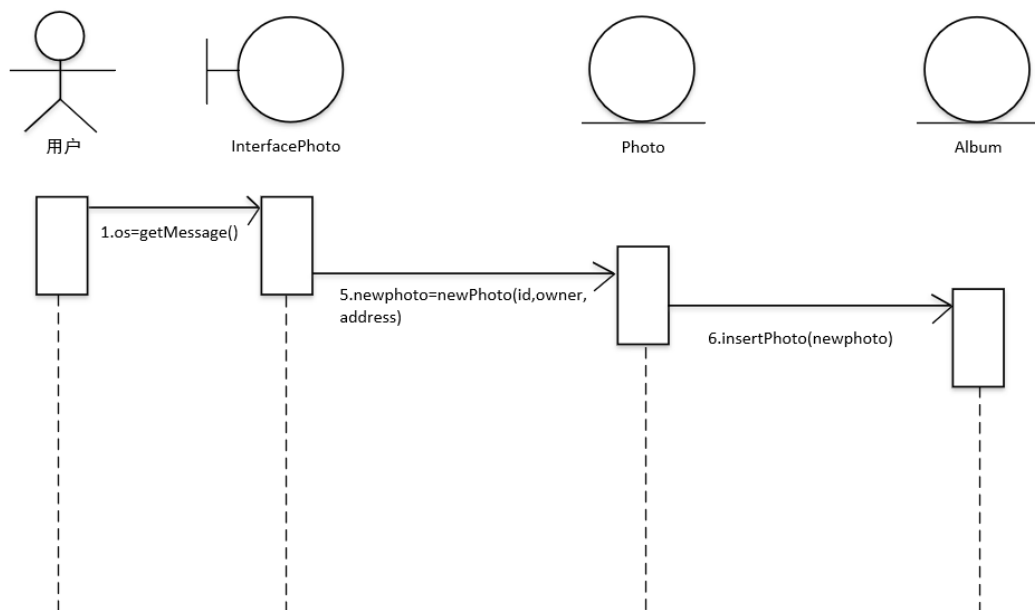 用户
InterfacePhoto
Photo
Album
1.os=getMessage()
5.newphoto=newPhoto(id,owner,
address)
6.insertPhoto(newphoto)